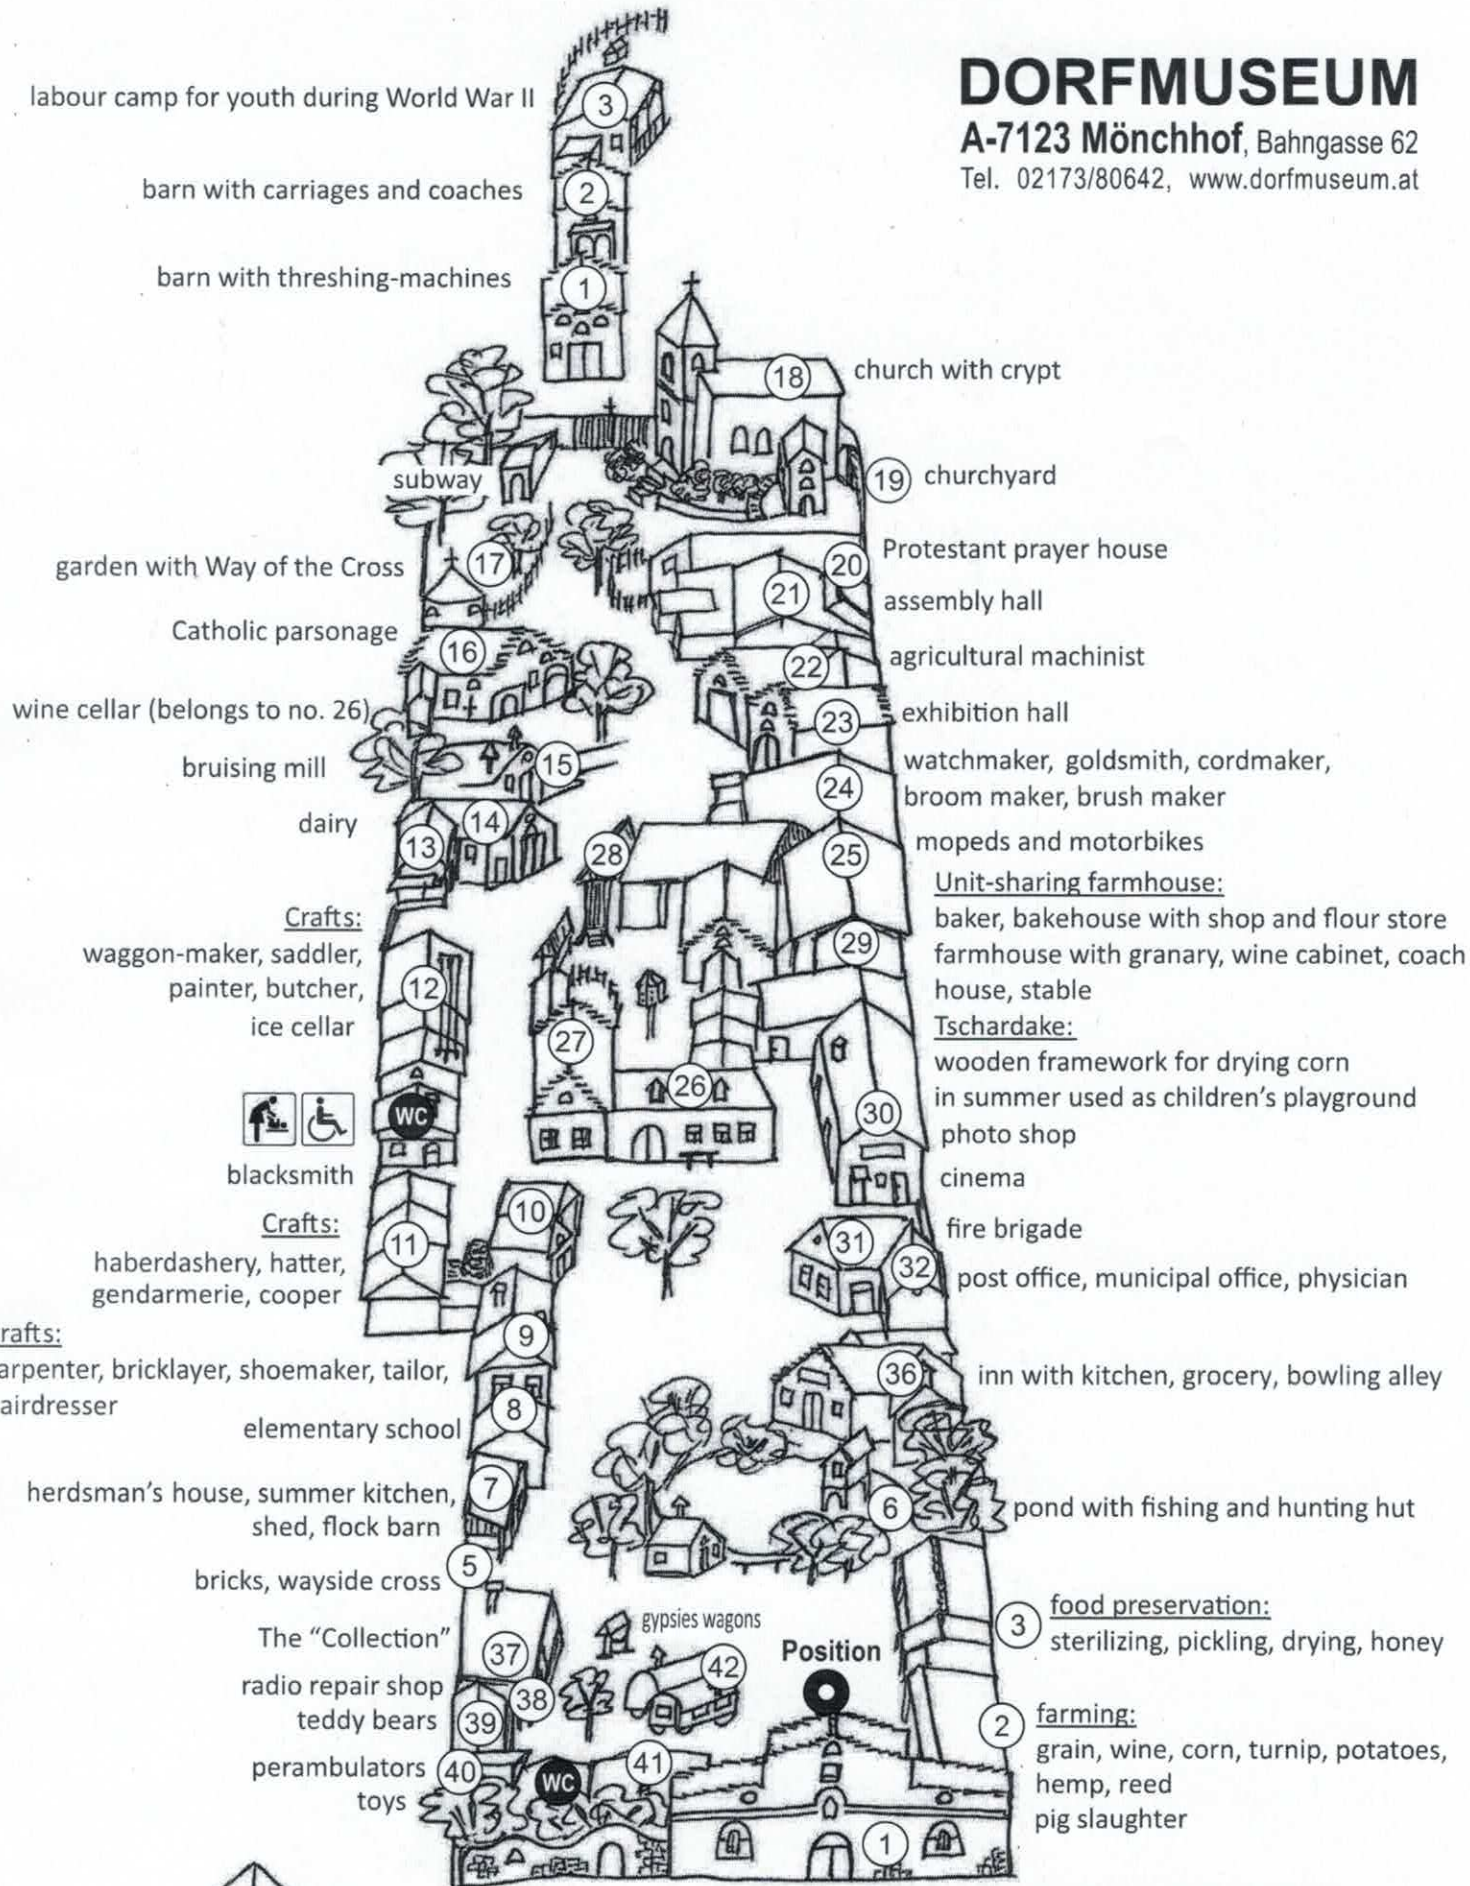 DORFMUSEUM
A-7123 Mönchhof, Bahngasse 62
Tel. 02173/80642, www.dorfmuseum.at
labour camp for youth during World War II
3
barn with carriages and coaches
2
barn with threshing-machines
1
18
church with crypt
subway
19
churchyard
garden with Way of the Cross
17
20
Protestant prayer house
21
assembly hall
Catholic parsonage
16
22
agricultural machinist
wine cellar (belongs to no. 26)
23
exhibition hall
bruising mill
15
24
watchmaker, goldsmith, cordmaker,
broom maker, brush maker
dairy
14
13
28
25
mopeds and motorbikes
Unit-sharing farmhouse:
baker, bakehouse with shop and flour store
29
farmhouse with granary, wine cabinet, coach
house, stable
Crafts:
waggon-maker, saddler,
painter, butcher,
ice cellar
12
27
26
Tschardake:
wooden framework for drying corn
in summer used as children's playground
30
photo shop
cinema
WC
blacksmith
10
Crafts:
haberdashery, hatter,
gendarmerie, cooper
11
31
fire brigade
32
post office, municipal office, physician
rafts:
arpenter, bricklayer, shoemaker, tailor,
airdresser
9
36
inn with kitchen, grocery, bowling alley
elementary school
8
herdsman's house, summer kitchen,
shed, flock barn
7
6
pond with fishing and hunting hut
5
bricks, wayside cross
The "Collection"
37
gypsies wagons
42
Position
3
food preservation:
sterilizing, pickling, drying, honey
radio repair shop
38
teddy bears
39
2
farming:
grain, wine, corn, turnip, potatoes,
hemp, reed
pig slaughter
perambulators
40
toys
WC
41
1